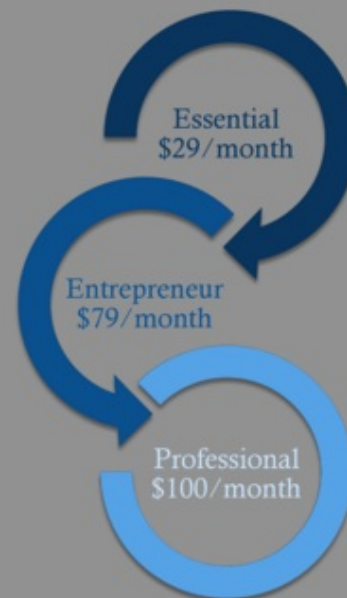 Essential
$29/month
Entrepreneur
$79/month
Professional
$100/month